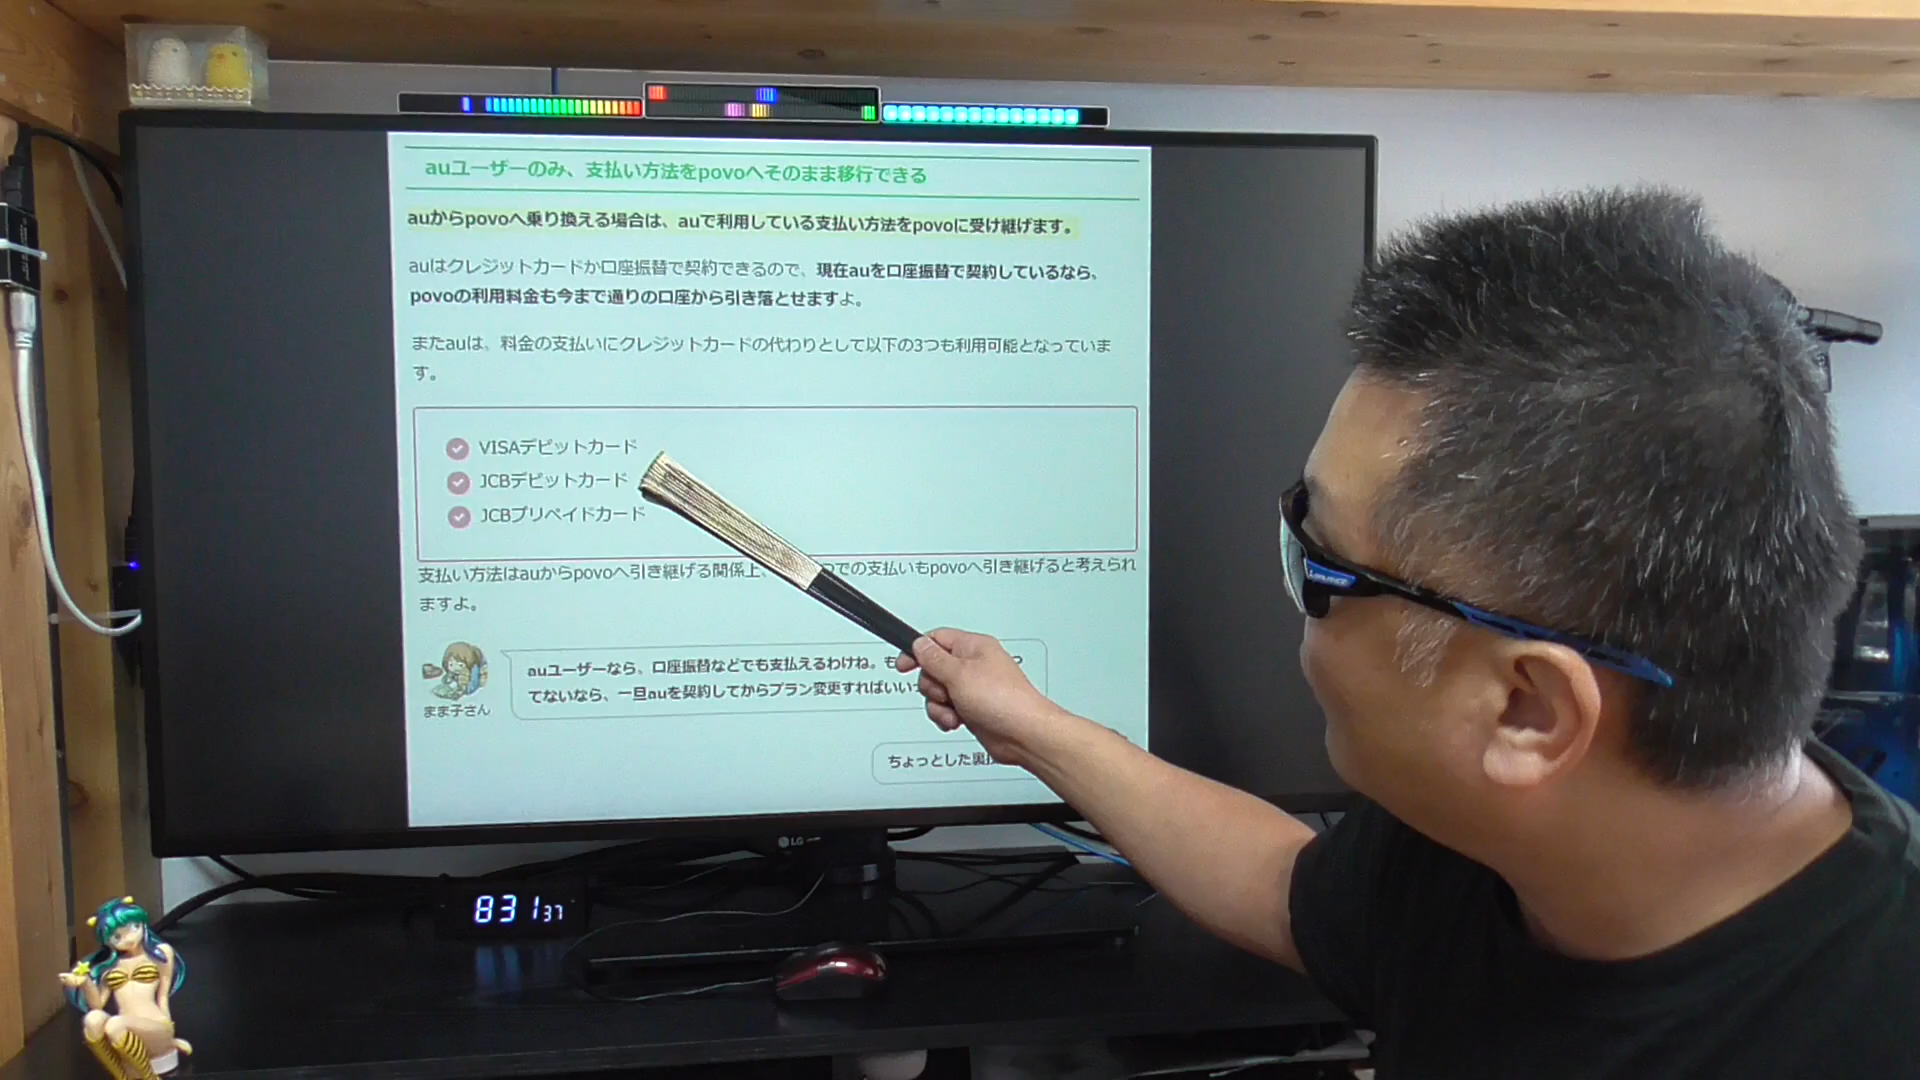 auユーザーのみ、支払い方法をpovoへそのまま移行できる
auからpovoへ乗り換える場合は、auで利用している支払い方法をpovoに受け継げます。
auはクレジットカードか口座振替で契約できるので、現在auを口座振替で契約しているなら、
povoの利用料金も今まで通りの口座から引き落とせますよ。
またauは、料金の支払いにクレジットカードの代わりとして以下の3つも利用可能となっていま
す。
VISAデビットカード
JCBデビットカード
JCBプリペイドカード
支払い方法はauからpovoへ引き継げる関係上、つでの支払いもpovoへ引き継げると考えられ
ますよ。
auユーザーなら、口座振替などでも支払えるわけね。も
てないなら、一旦auを契約してからプラン変更すればいい
まま子さん
ちょっとした裏
LG
831 37